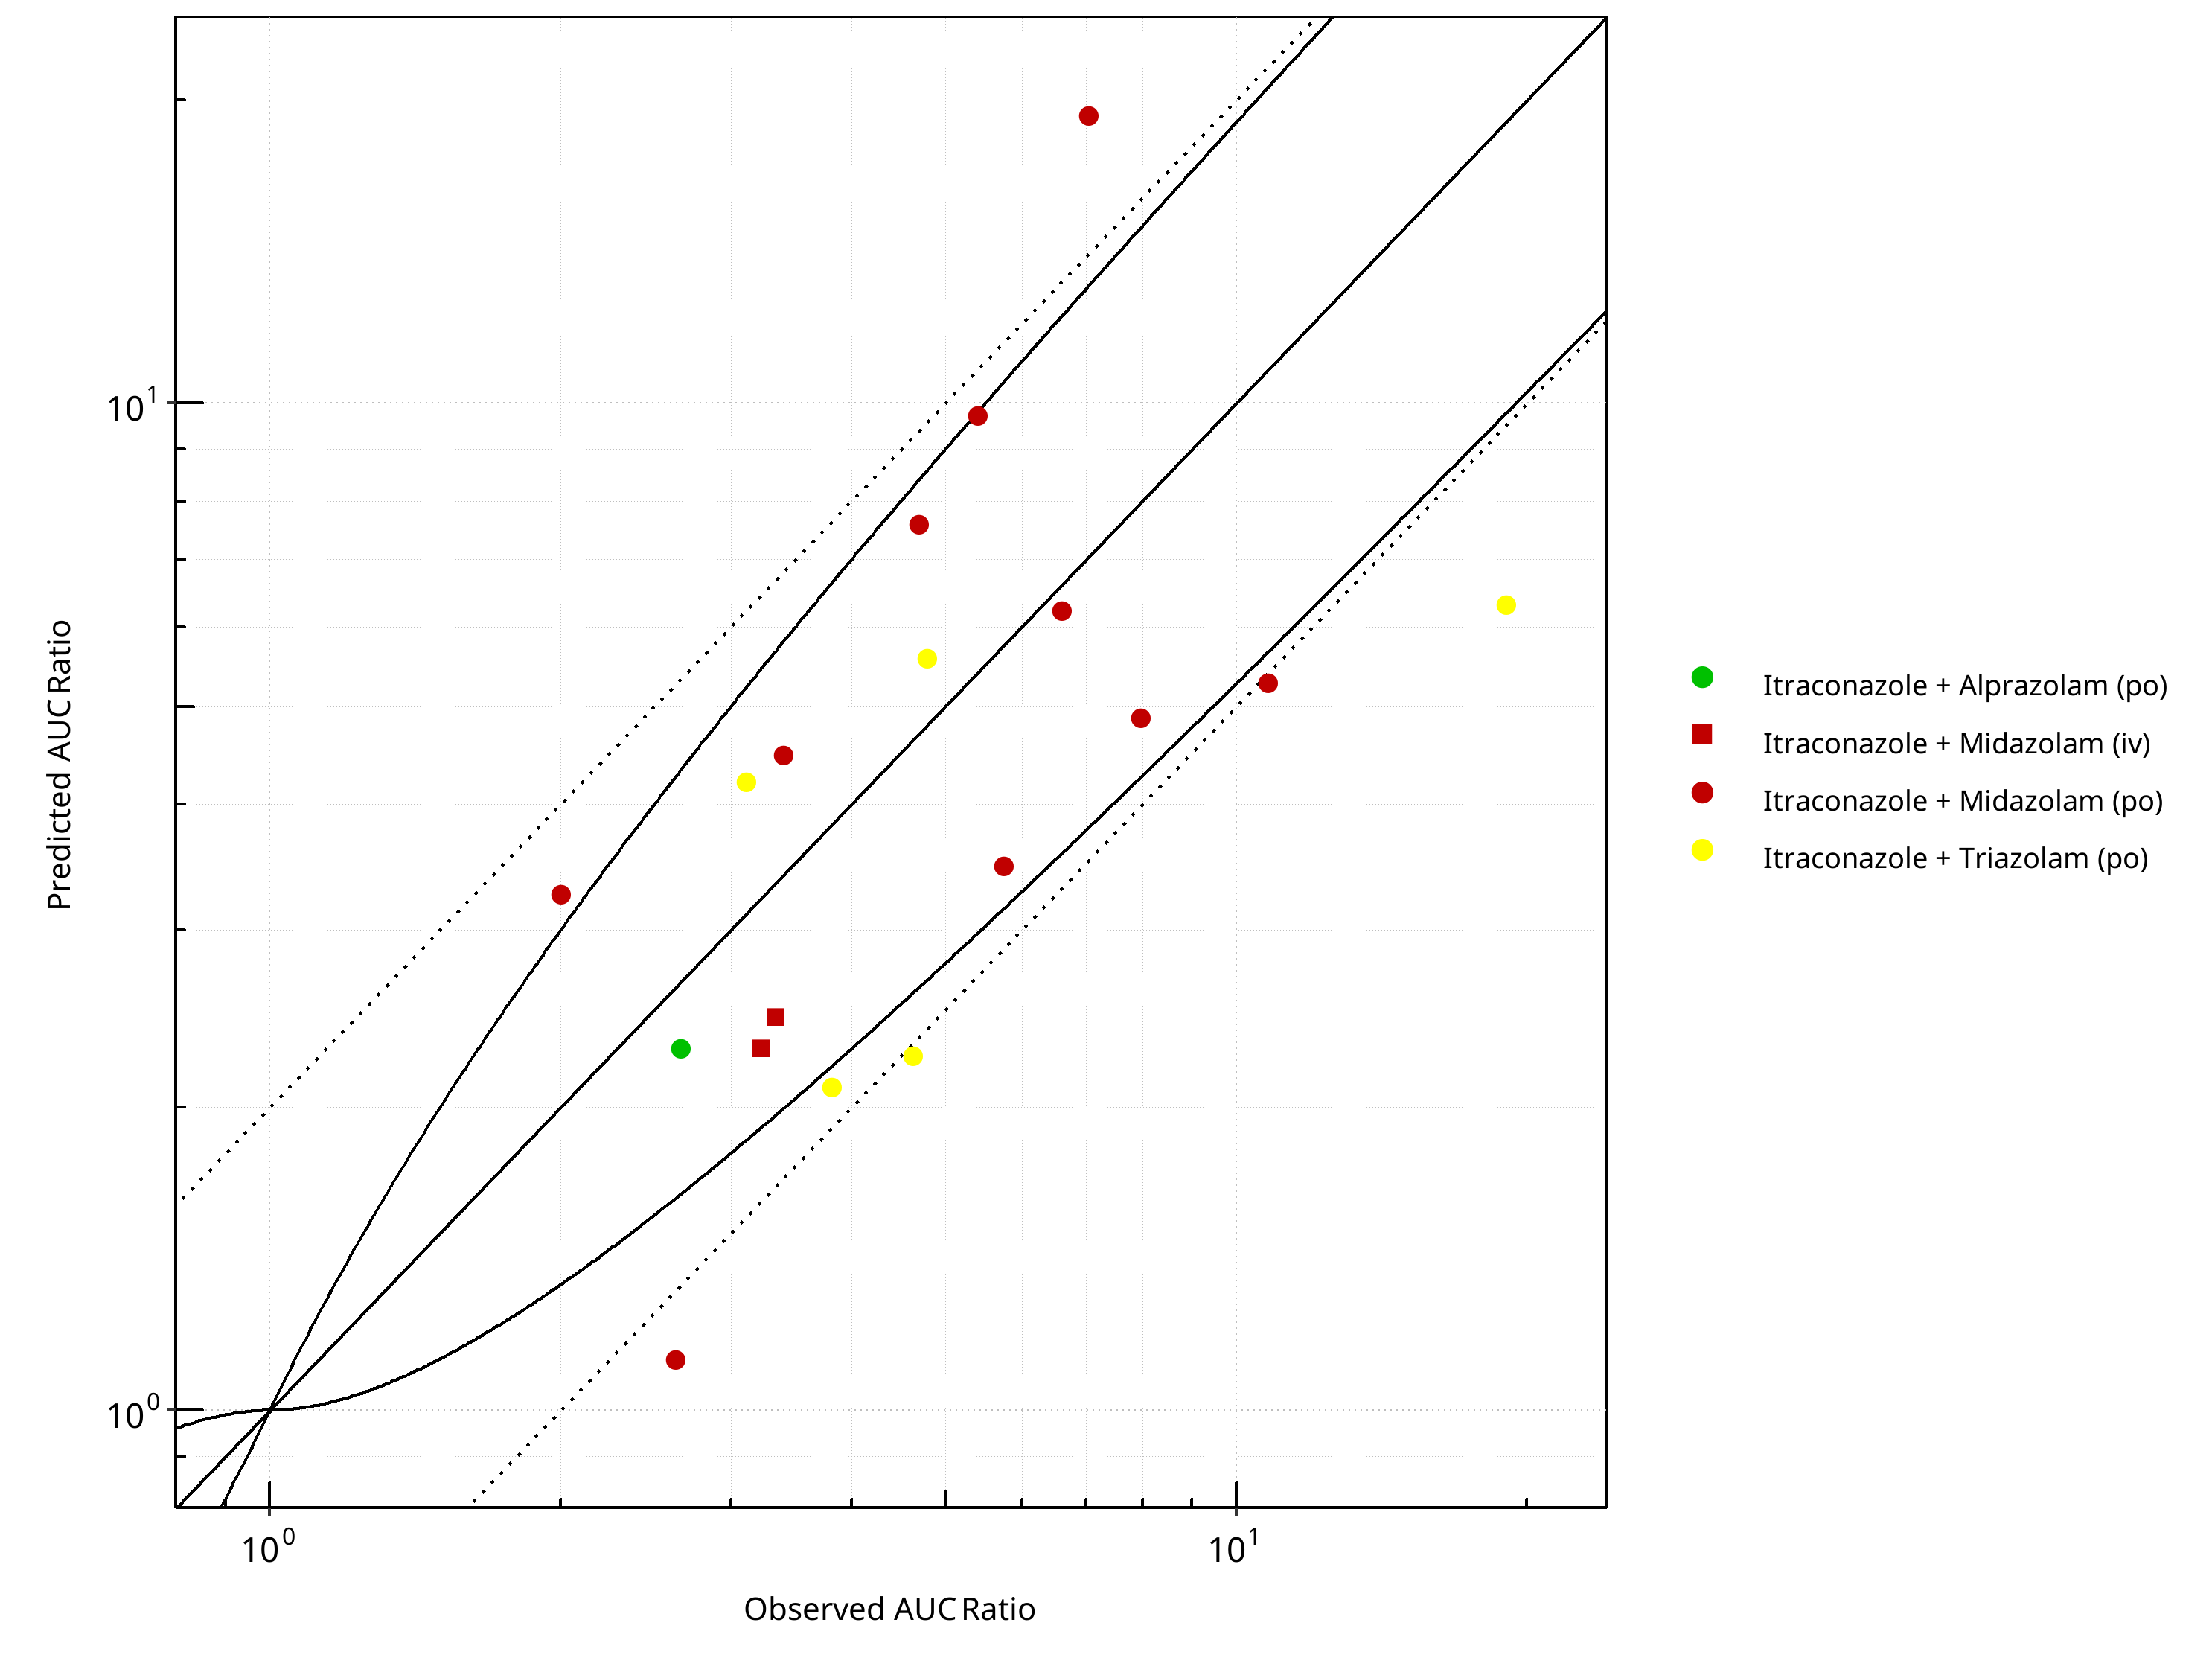 10^1
10^0
10^0
10^1
Predicted AUC Ratio
Observed AUC Ratio
Itraconazole + Alprazolam (po)
Itraconazole + Midazolam (iv)
Itraconazole + Midazolam (po)
Itraconazole + Triazolam (po)